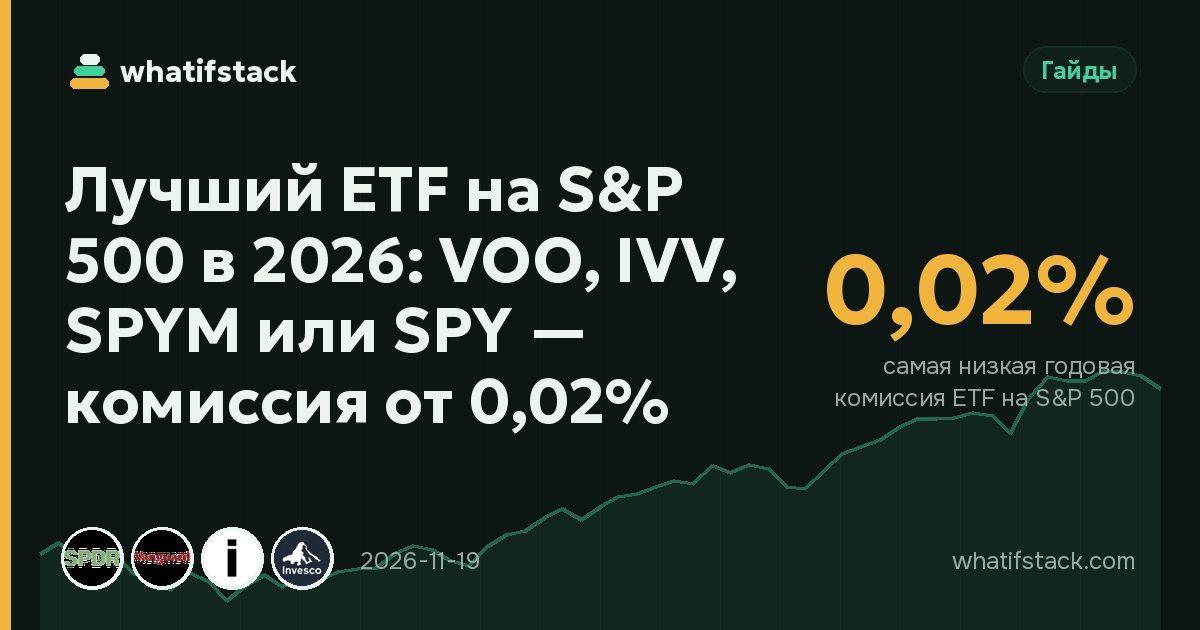 whatifstack
Гайды
Лучший ETF на S&P
500 в 2026: VOO, IVV,
SPYM или SPY —
комиссия от 0,02%
0,02%
самая низкая годовая
комиссия ETF на S&P 500
SPDR
Vanguard
i
Invesco
2026-11-19
whatifstack.com